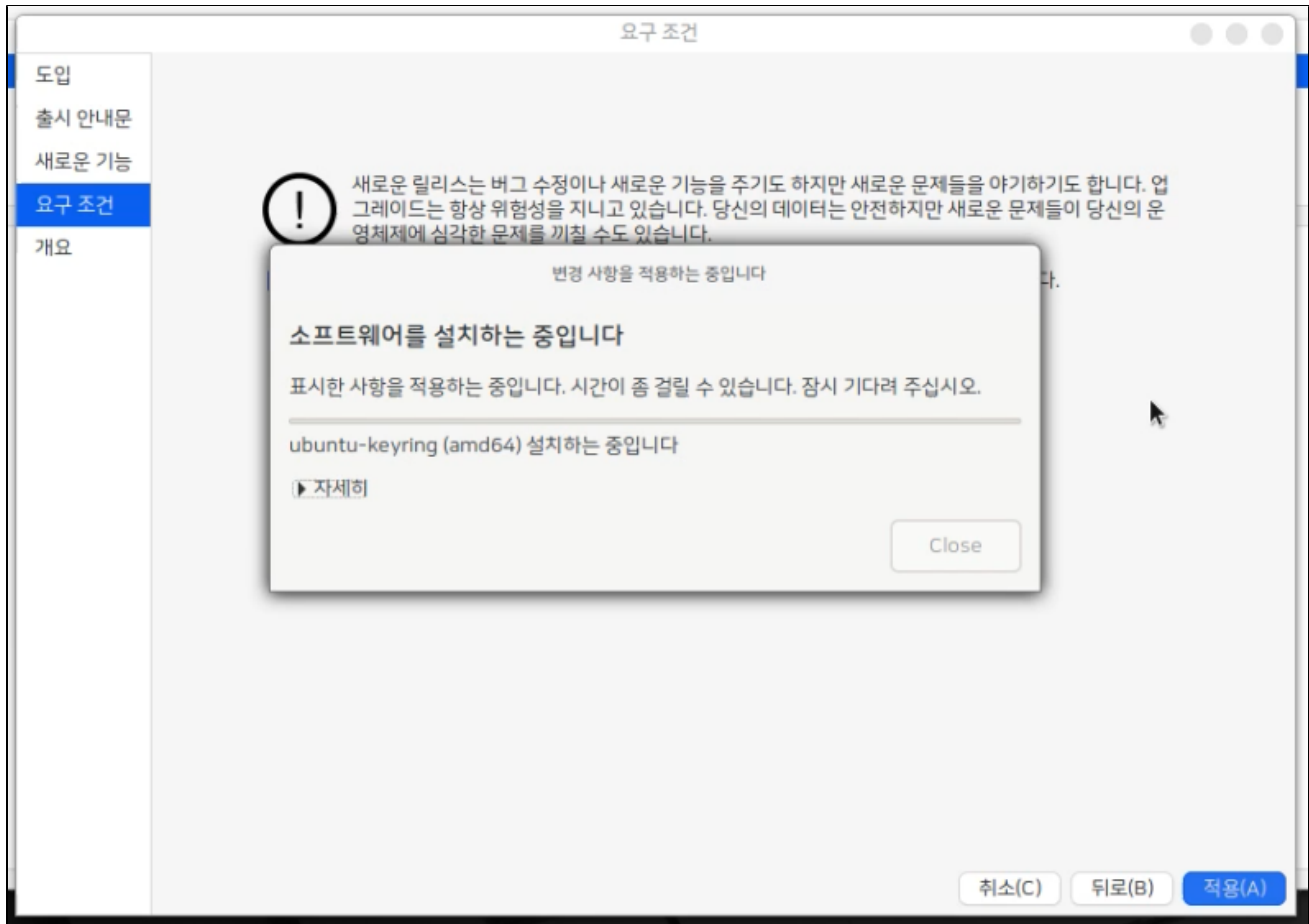 요구 조건
도입
출시 안내문
새로운 기능
요구 조건
개요
새로운 릴리스는 버그 수정이나 새로운 기능을 주기도 하지만 새로운 문제들을 야기하기도 합니다. 업
그레이드는 항상 위험성을 지니고 있습니다. 당신의 데이터는 안전하지만 새로운 문제들이 당신의 운
영체제에 심각한 문제를 끼칠 수도 있습니다.
다.
변경 사항을 적용하는 중입니다
소프트웨어를 설치하는 중입니다
표시한 사항을 적용하는 중입니다. 시간이 좀 걸릴 수 있습니다. 잠시 기다려 주십시오.
ubuntu-keyring (amd64) 설치하는 중입니다
자세히
Close
취소(C)
뒤로(B)
적용(A)